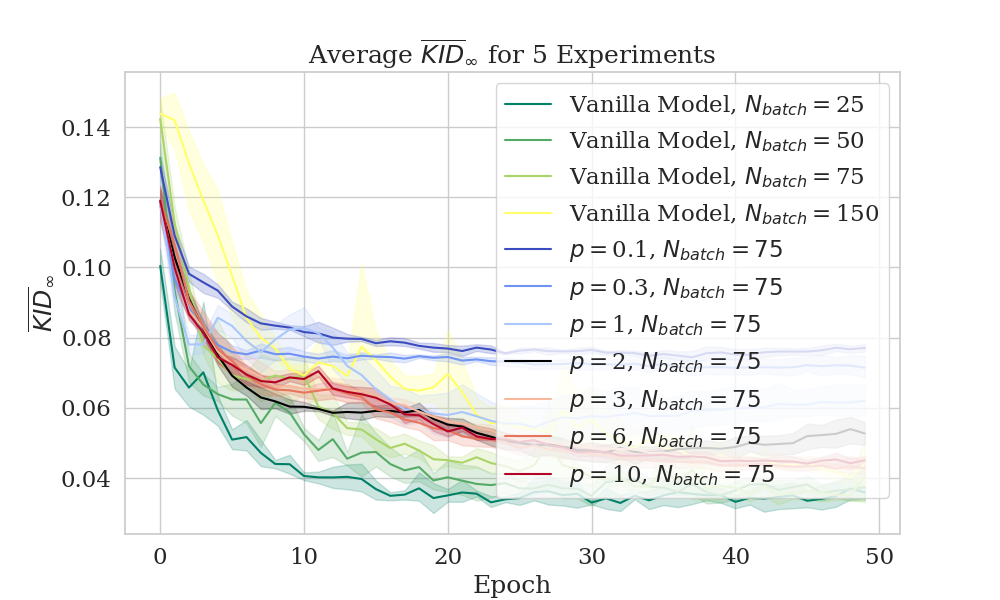 Average $\overline{KID}_\infty$ for 5 Experiments
Vanilla Model, $N_{batch} = 25$
Vanilla Model, $N_{batch} = 50$
Vanilla Model, $N_{batch} = 75$
Vanilla Model, $N_{batch} = 150$
$p = 0.1$, $N_{batch} = 75$
$p = 0.3$, $N_{batch} = 75$
$p = 1$, $N_{batch} = 75$
$p = 2$, $N_{batch} = 75$
$p = 3$, $N_{batch} = 75$
$p = 6$, $N_{batch} = 75$
$p = 10$, $N_{batch} = 75$
$\overline{KID}_\infty$
0.14
0.12
0.10
0.08
0.06
0.04
0 10 20 30 40 50
Epoch